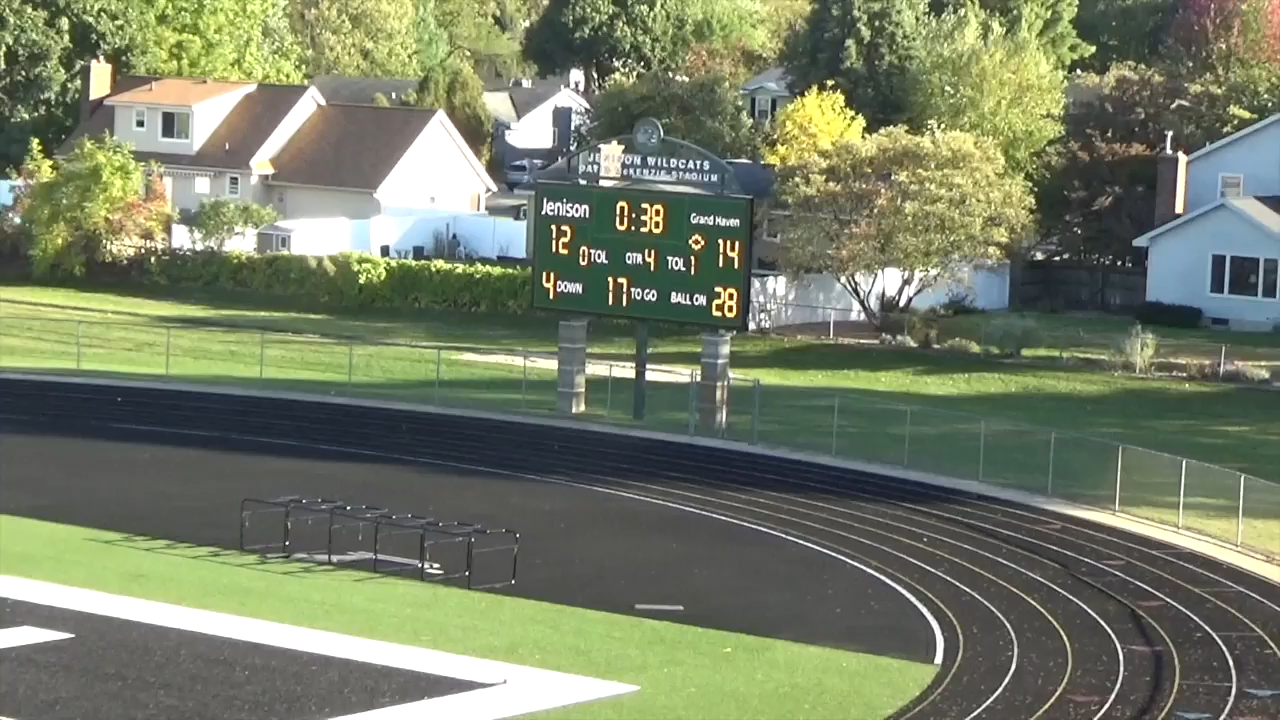 JENISON WILDCATS
McKENZIE STADIUM
Jenison 0:38 Grand Haven
12 0 TOL QTR 4 TOL 1 14
4 DOWN 17 TO GO BALL ON 28